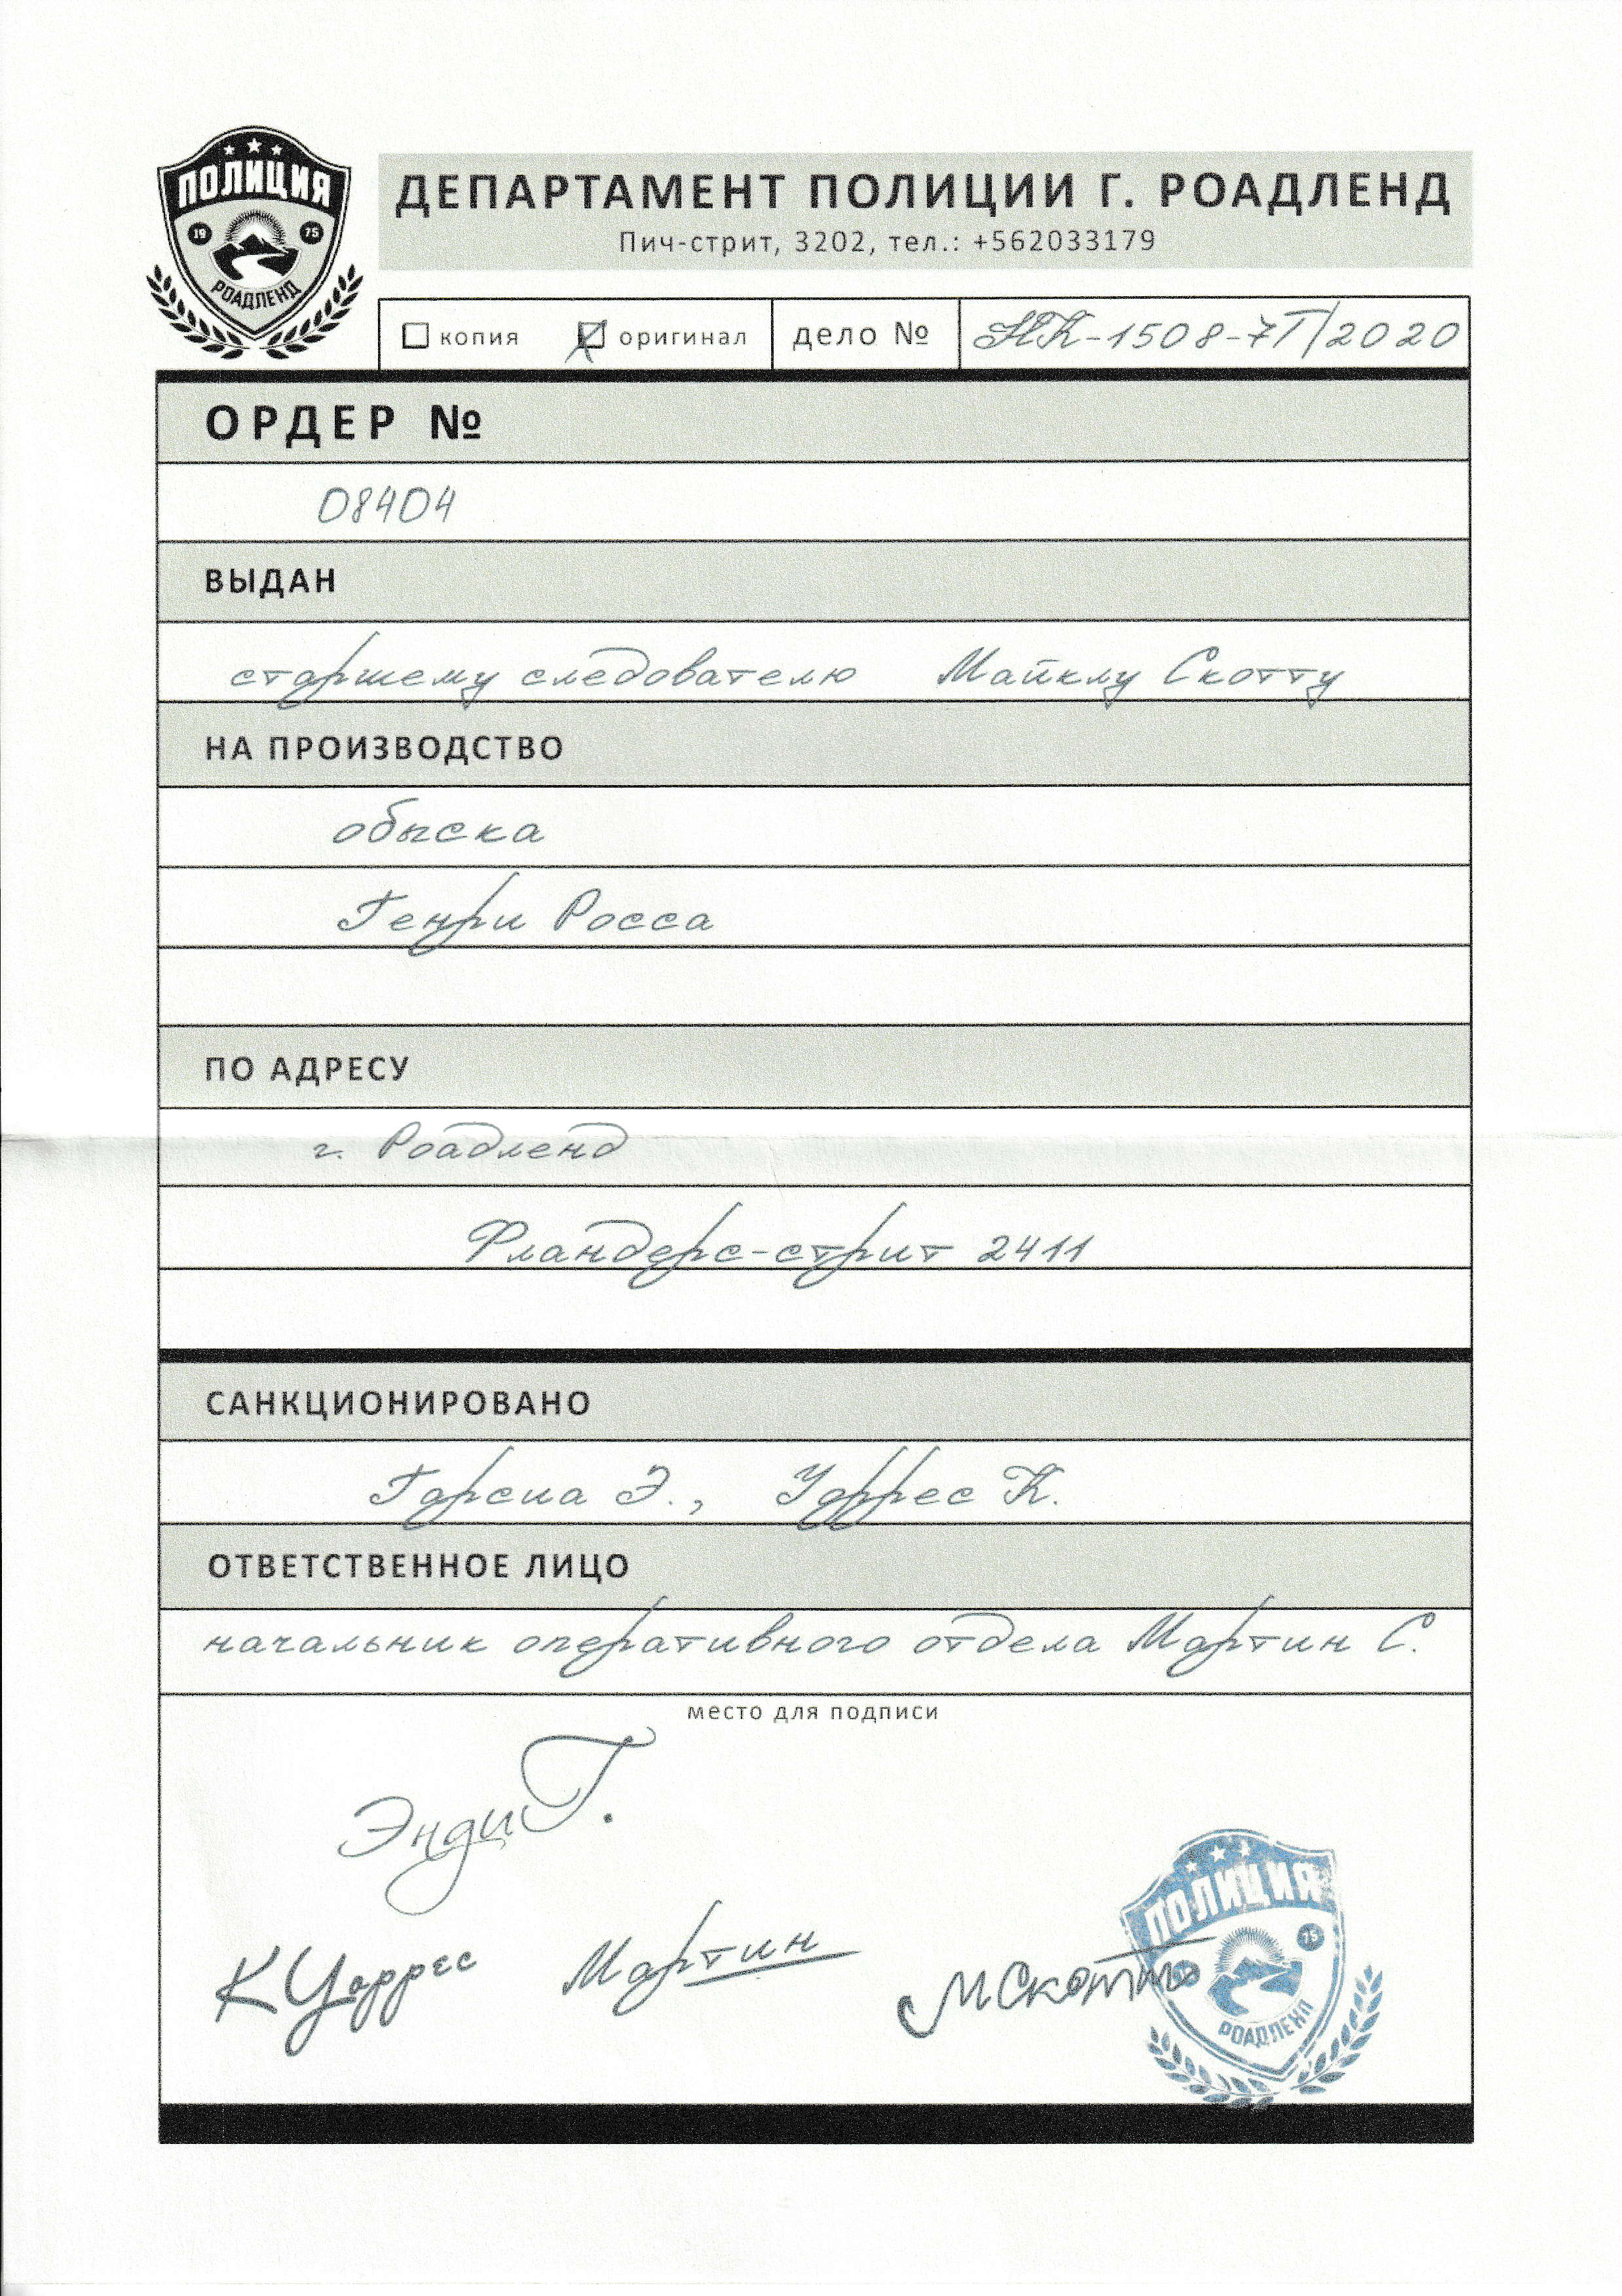 ПОЛИЦИЯ
19 75
РОАДЛЕНД
ДЕПАРТАМЕНТ ПОЛИЦИИ Г. РОАДЛЕНД
Пич-стрит, 3202, тел.: +562033179
копия оригинал дело № НК-1508-7Т/2020
ОРДЕР №
08404
ВЫДАН
старшему следователю Майклу Скотту
НА ПРОИЗВОДСТВО
обыска
Генри Росса
ПО АДРЕСУ
г. Роадленд
Фландерс-стрит 2411
САНКЦИОНИРОВАНО
Гарсиа Э., Уоррес К.
ОТВЕТСТВЕННОЕ ЛИЦО
начальник оперативного отдела Мартин С.
место для подписи
Энди Г.
К Уоррес Мартин М Скотт
ПОЛИЦИЯ
75
РОАДЛЕНД